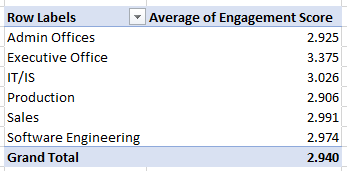 Row Labels Average of Engagement Score
Admin Offices 2.925
Executive Office 3.375
IT/IS 3.026
Production 2.906
Sales 2.991
Software Engineering 2.974
Grand Total 2.940